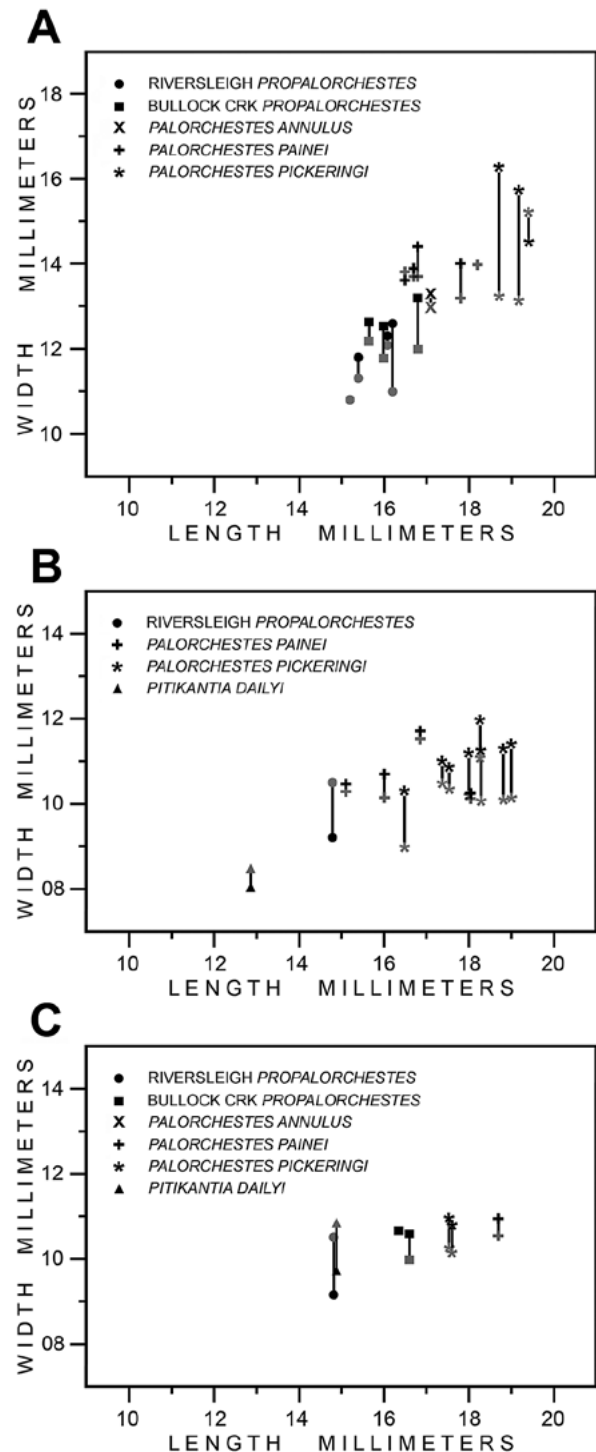 A
WIDTH MILLIMETERS
18
16
14
12
10
RIVERSLEIGH PROPALORCHESTES
BULLOCK CRK PROPALORCHESTES
PALORCHESTES ANNULUS
PALORCHESTES PAINEI
PALORCHESTES PICKERINGI
10 12 14 16 18 20
LENGTH MILLIMETERS
B
WIDTH MILLIMETERS
14
12
10
08
RIVERSLEIGH PROPALORCHESTES
PALORCHESTES PAINEI
PALORCHESTES PICKERINGI
PITIKANTIA DAILYI
10 12 14 16 18 20
LENGTH MILLIMETERS
C
WIDTH MILLIMETERS
14
12
10
08
RIVERSLEIGH PROPALORCHESTES
BULLOCK CRK PROPALORCHESTES
PALORCHESTES ANNULUS
PALORCHESTES PAINEI
PALORCHESTES PICKERINGI
PITIKANTIA DAILYI
10 12 14 16 18 20
LENGTH MILLIMETERS